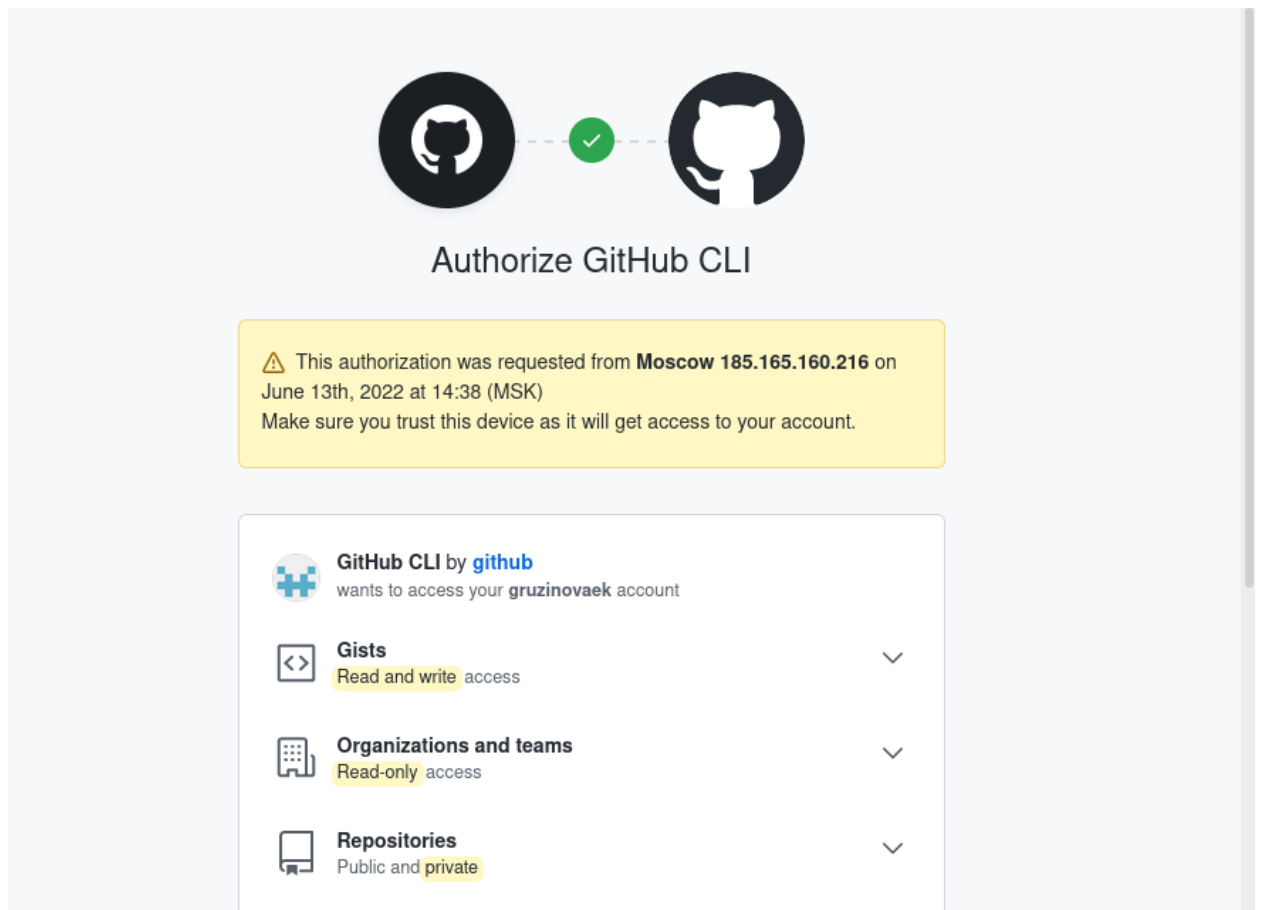 Authorize GitHub CLI
This authorization was requested from Moscow 185.165.160.216 on
June 13th, 2022 at 14:38 (MSK)
Make sure you trust this device as it will get access to your account.
GitHub CLI by github
wants to access your gruzinovaek account
Gists
Read and write access
Organizations and teams
Read-only access
Repositories
Public and private